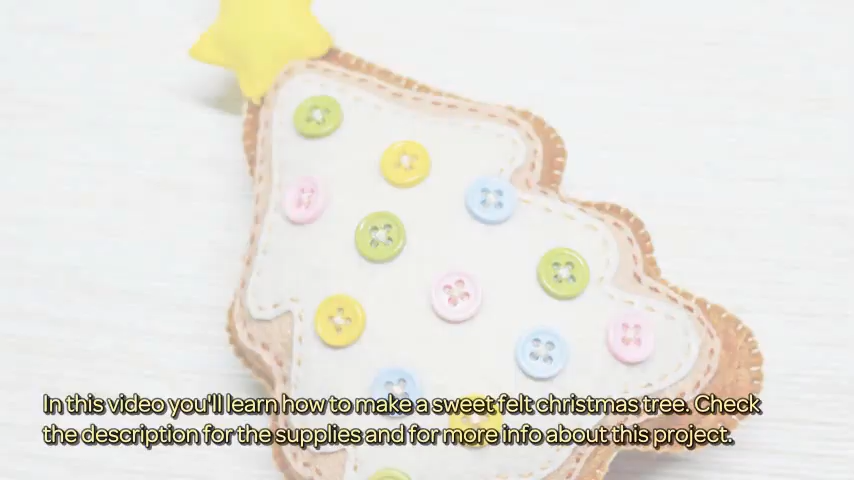 In this video you'll learn how to make a sweet felt christmas tree. Check
the description for the supplies and for more info about this project.